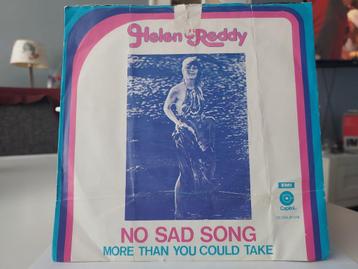 Helen Reddy
NO SAD SONG
MORE THAN YOU COULD TAKE
EMI
Capitol